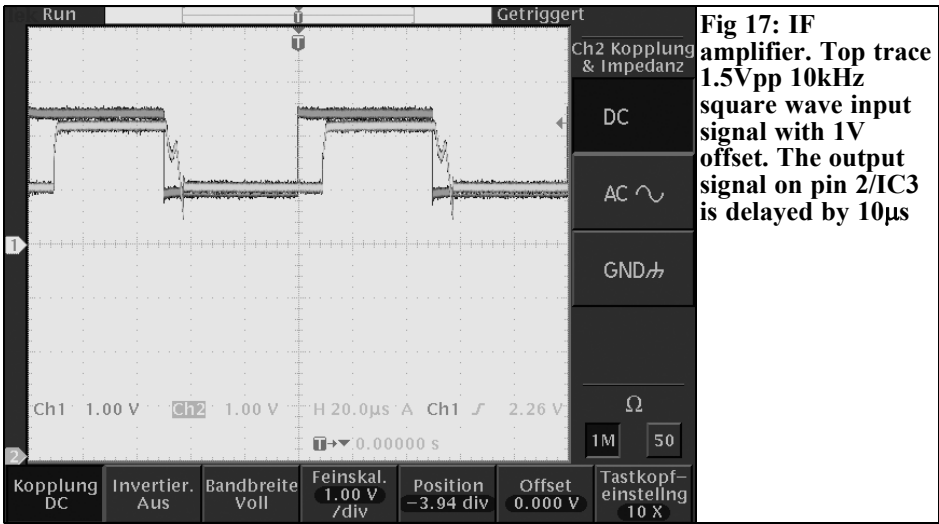 Run
Getriggert
T
T
Ch2 Kopplung
& Impedanz
DC
AC
GND
Ω
1M 50
1
2
Ch1 1.00 V Ch2 1.00 V H 20.0µs A Ch1 2.26 V
T 0.00000 s
Kopplung
DC
Invertier.
Aus
Bandbreite
Voll
Feinskal.
1.00 V
/div
Position
−3.94 div
Offset
0.000 V
Tastkopf–
einstellng
10 X
Fig 17: IF
amplifier. Top trace
1.5Vpp 10kHz
square wave input
signal with 1V
offset. The output
signal on pin 2/IC3
is delayed by 10µs